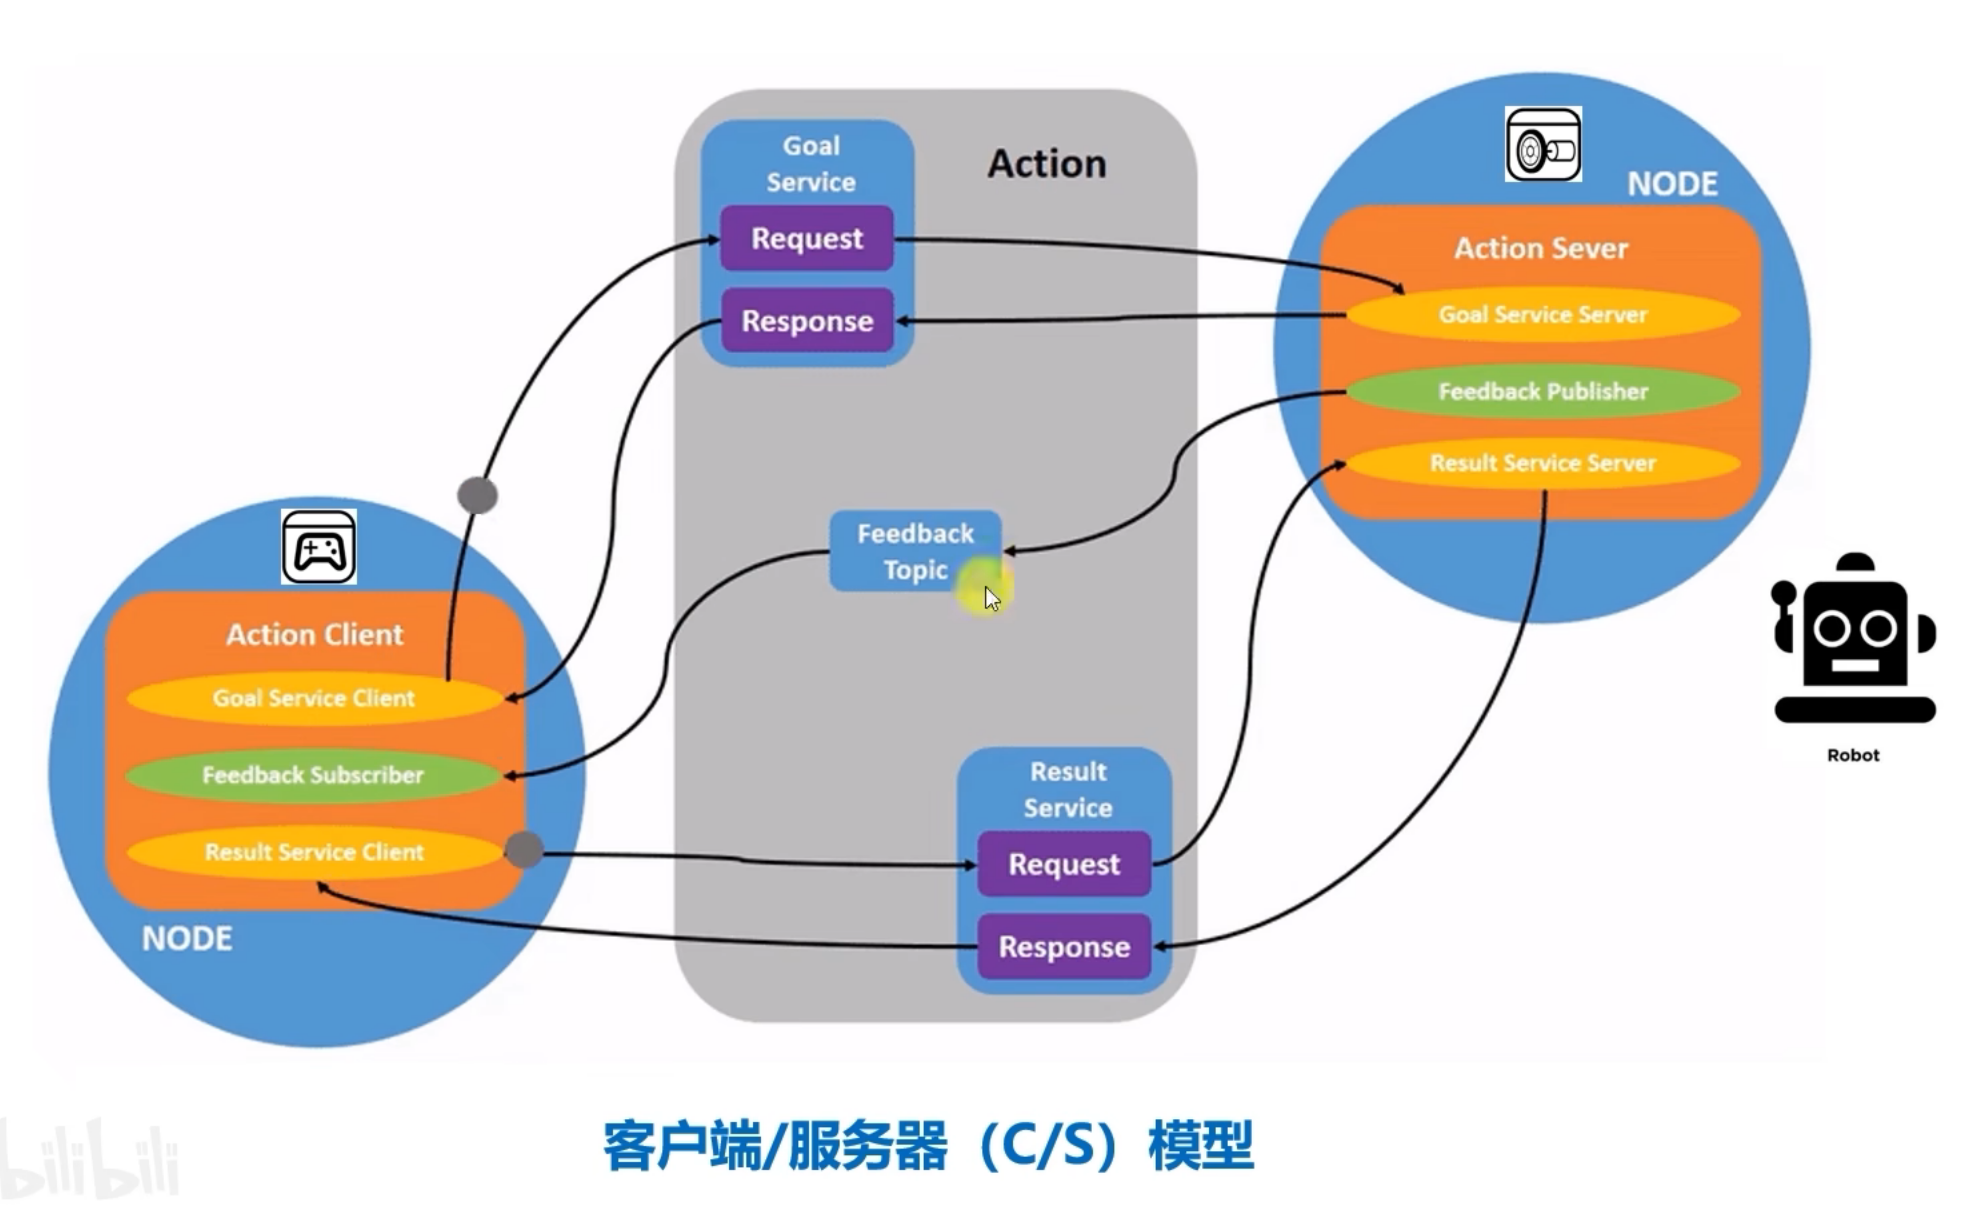 Goal
Service
Request
Response
Action
NODE
Action Sever
Goal Service Server
Feedback Publisher
Result Service Server
Feedback
Topic
Action Client
Goal Service Client
Feedback Subscriber
Result Service Client
NODE
Result
Service
Request
Response
Robot
客户端/服务器（C/S）模型
bilibili